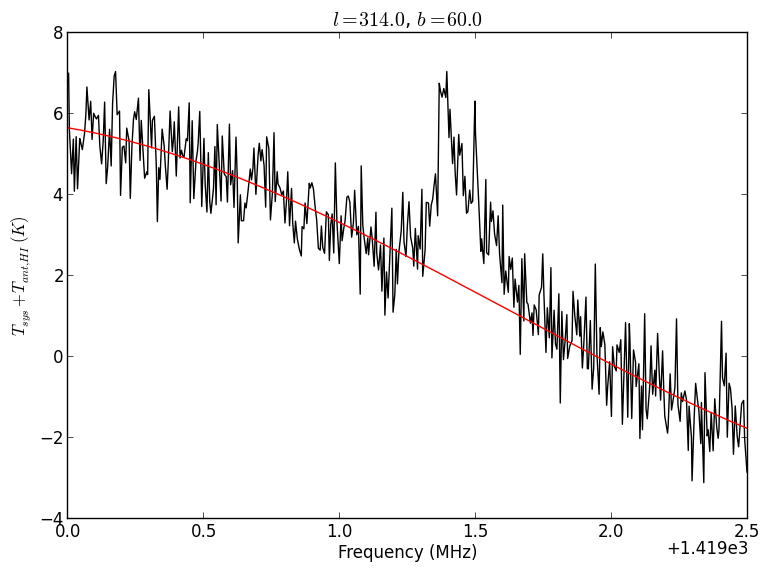 l = 314.0, b = 60.0
8
6
4
2
0
−2
−4
T_sys + T_ant,HI (K)
0.0 0.5 1.0 1.5 2.0 2.5
Frequency (MHz)
+1.419e3